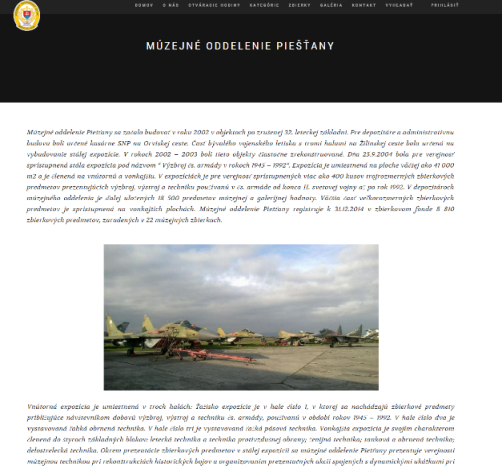 DOMOV O NÁS OTVÁRACIE HODINY KATEGÓRIE ZBIERKY GALÉRIA KONTAKT VYHĽADAŤ PRIHLÁSIŤ
MÚZEJNÉ ODDELENIE PIEŠŤANY
Múzejné oddelenie Piešťany sa začalo budovať v roku 2002 v objektoch po zrušenej 32. leteckej základni. Pre depozitáre a administratívnu
budovu boli určené kasárne SNP na Orviskej ceste. Časť bývalého vojenského letiska s tromi halami na Žilinskej ceste bola určená na
vybudovanie stálej expozície. V rokoch 2002 – 2003 boli tieto objekty čiastočne zrekonštruované. Dňa 25.9.2004 bola pre verejnosť
sprístupnená stála expozícia pod názvom " Výzbroj čs. armády v rokoch 1945 – 1992". Expozícia je umiestnená na ploche väčšej ako 41 000
m2 a je členená na vnútornú a vonkajšiu. V expozíciách je pre verejnosť sprístupnených viac ako 400 kusov trojrozmerných zbierkových
predmetov prezentujúcich výzbroj, výstroj a techniku používanú v čs. armáde od konca II. svetovej vojny až po rok 1992. V depozitároch
múzejného oddelenia je ďalej uložených 18 500 predmetov múzejnej a galerijnej hodnoty. Väčšia časť veľkorozmerných zbierkových
predmetov je sprístupnená na vonkajších plochách. Múzejné oddelenie Piešťany registruje k 31.12.2014 v zbierkovom fonde 8 810
zbierkových predmetov, zaradených v 22 múzejných zbierkach.
Vnútorná expozícia je umiestnená v troch halách: Ťažisko expozície je v hale číslo 1, v ktorej sa nachádzajú zbierkové predmety
približujúce návštevníkom dobovú výzbroj, výstroj a techniku čs. armády, používanú v období rokov 1945 – 1992. V hale číslo dva je
vystavovaná ľahká obrnená technika. V hale číslo tri je vystavovaná ťažká pásová technika. Vonkajšia expozícia je svojím charakterom
členená do štyroch základných blokov: letecká technika a technika protivzdušnej obrany; ženijná technika; tanková a obrnená technika;
delostrelecká technika. Okrem prezentácie zbierkových predmetov v stálej expozícii sa múzejné oddelenie Piešťany prezentuje verejnosti
múzejnou technikou pri rekonštrukciách historických bojov a organizovaním prezentačných akcií spojených s dynamickými ukážkami pri